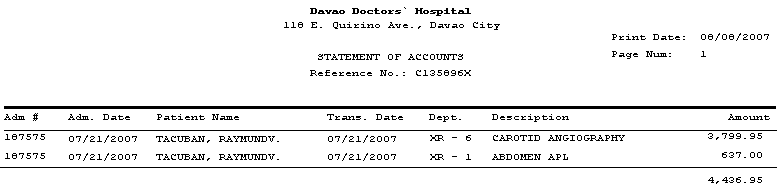 Davao Doctors` Hospital
118 E. Quirino Ave., Davao City
Print Date: 08/08/2007
STATEMENT OF ACCOUNTS
Page Num: 1
Reference No.: C135896X
Adm # Adm. Date Patient Name Trans. Date Dept. Description Amount
187575 07/21/2007 TACUBAN, RAYMUNDV. 07/21/2007 XR - 6 CAROTID ANGIOGRAPHY 3,799.95
187575 07/21/2007 TACUBAN, RAYMUNDV. 07/21/2007 XR - 1 ABDOMEN APL 637.00
4,436.95